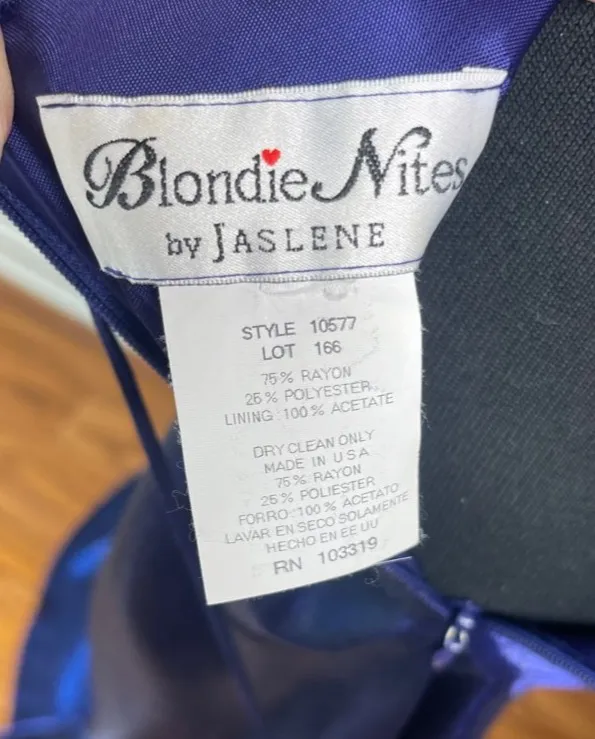 Blondie Nites
by JASLENE
STYLE 10577
LOT 166
75% RAYON
25% POLYESTER
LINING: 100% ACETATE
DRY CLEAN ONLY
MADE IN U S A
75% RAYON
25% POLIESTER
FORRO: 100% ACETATO
LAVAR EN SECO SOLAMENTE
HECHO EN EE UU
RN 103319